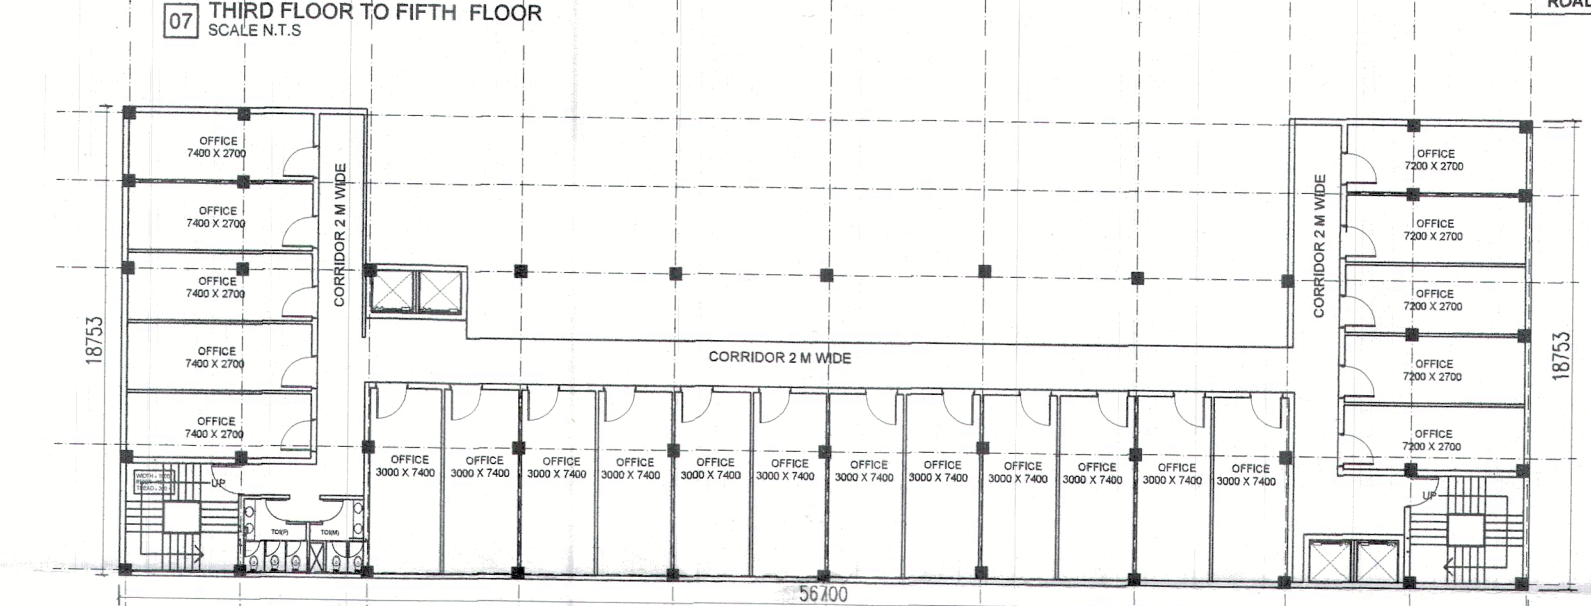 07
THIRD FLOOR TO FIFTH FLOOR
SCALE N.T.S
ROAD
OFFICE
7400 X 2700
OFFICE
7400 X 2700
OFFICE
7400 X 2700
OFFICE
7400 X 2700
OFFICE
7400 X 2700
CORRIDOR 2 M WIDE
18753
UP
TOI(F)
TOI(M)
CORRIDOR 2 M WIDE
OFFICE
3000 X 7400
OFFICE
3000 X 7400
OFFICE
3000 X 7400
OFFICE
3000 X 7400
OFFICE
3000 X 7400
OFFICE
3000 X 7400
OFFICE
3000 X 7400
OFFICE
3000 X 7400
OFFICE
3000 X 7400
OFFICE
3000 X 7400
OFFICE
3000 X 7400
OFFICE
3000 X 7400
56700
CORRIDOR 2 M WIDE
OFFICE
7200 X 2700
OFFICE
7200 X 2700
OFFICE
7200 X 2700
OFFICE
7200 X 2700
OFFICE
7200 X 2700
UP
18753